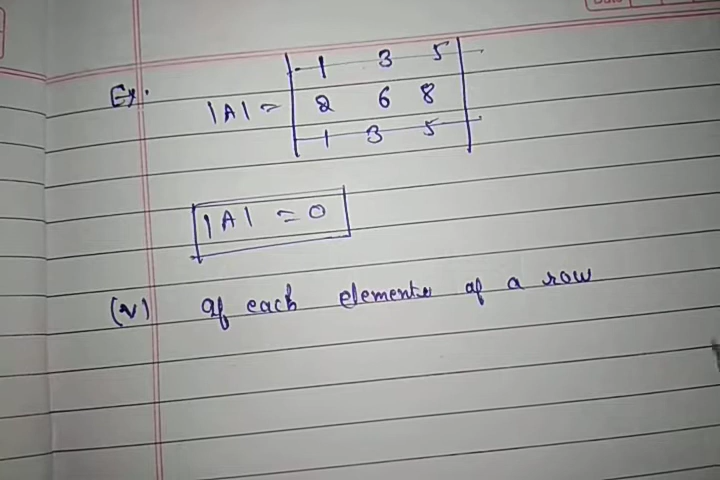 Ex.
|A| = | 1 3 5 |
| 2 6 8 |
| 1 3 5 |
|A| = 0
(v) If each elements of a row